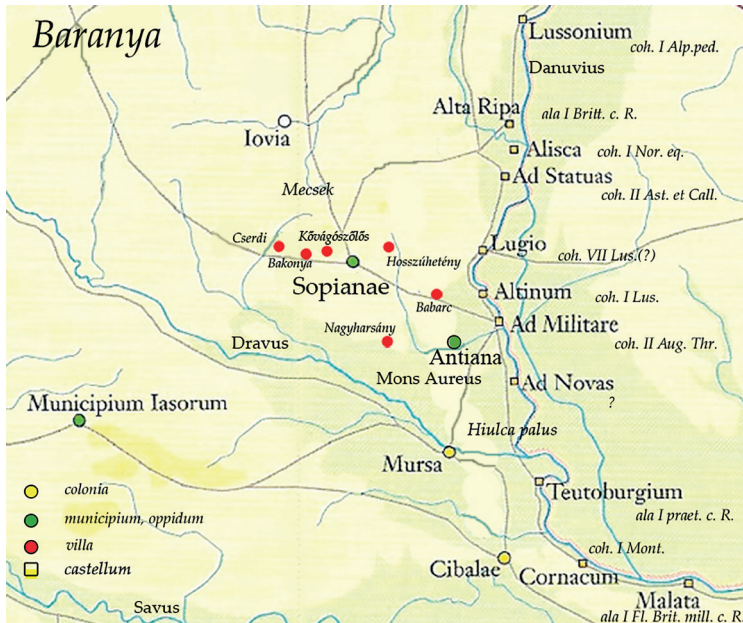 Baranya
Lussonium
coh. I Alp.ped.
Danuvius
Alta Ripa
ala I Britt. c. R.
Iovia
Alisca
coh. I Nor. eq.
Ad Statuas
Mecsek
coh. II Ast. et Call.
Cserdi
Kővágószőlős
Bakonya
Hosszúhetény
Lugio
coh. VII Lus.(?)
Sopianae
Babarc
Altinum
coh. I Lus.
Nagyharsány
Ad Militare
Dravus
Antiana
coh. II Aug. Thr.
Mons Aureus
Ad Novas
?
Municipium Iasorum
Hiulca palus
Mursa
Teutoburgium
ala I praet. c. R.
colonia
municipium, oppidum
villa
castellum
coh. I Mont.
Cibalae
Cornacum
Malata
Savus
ala I Fl. Brit. mill. c. R.